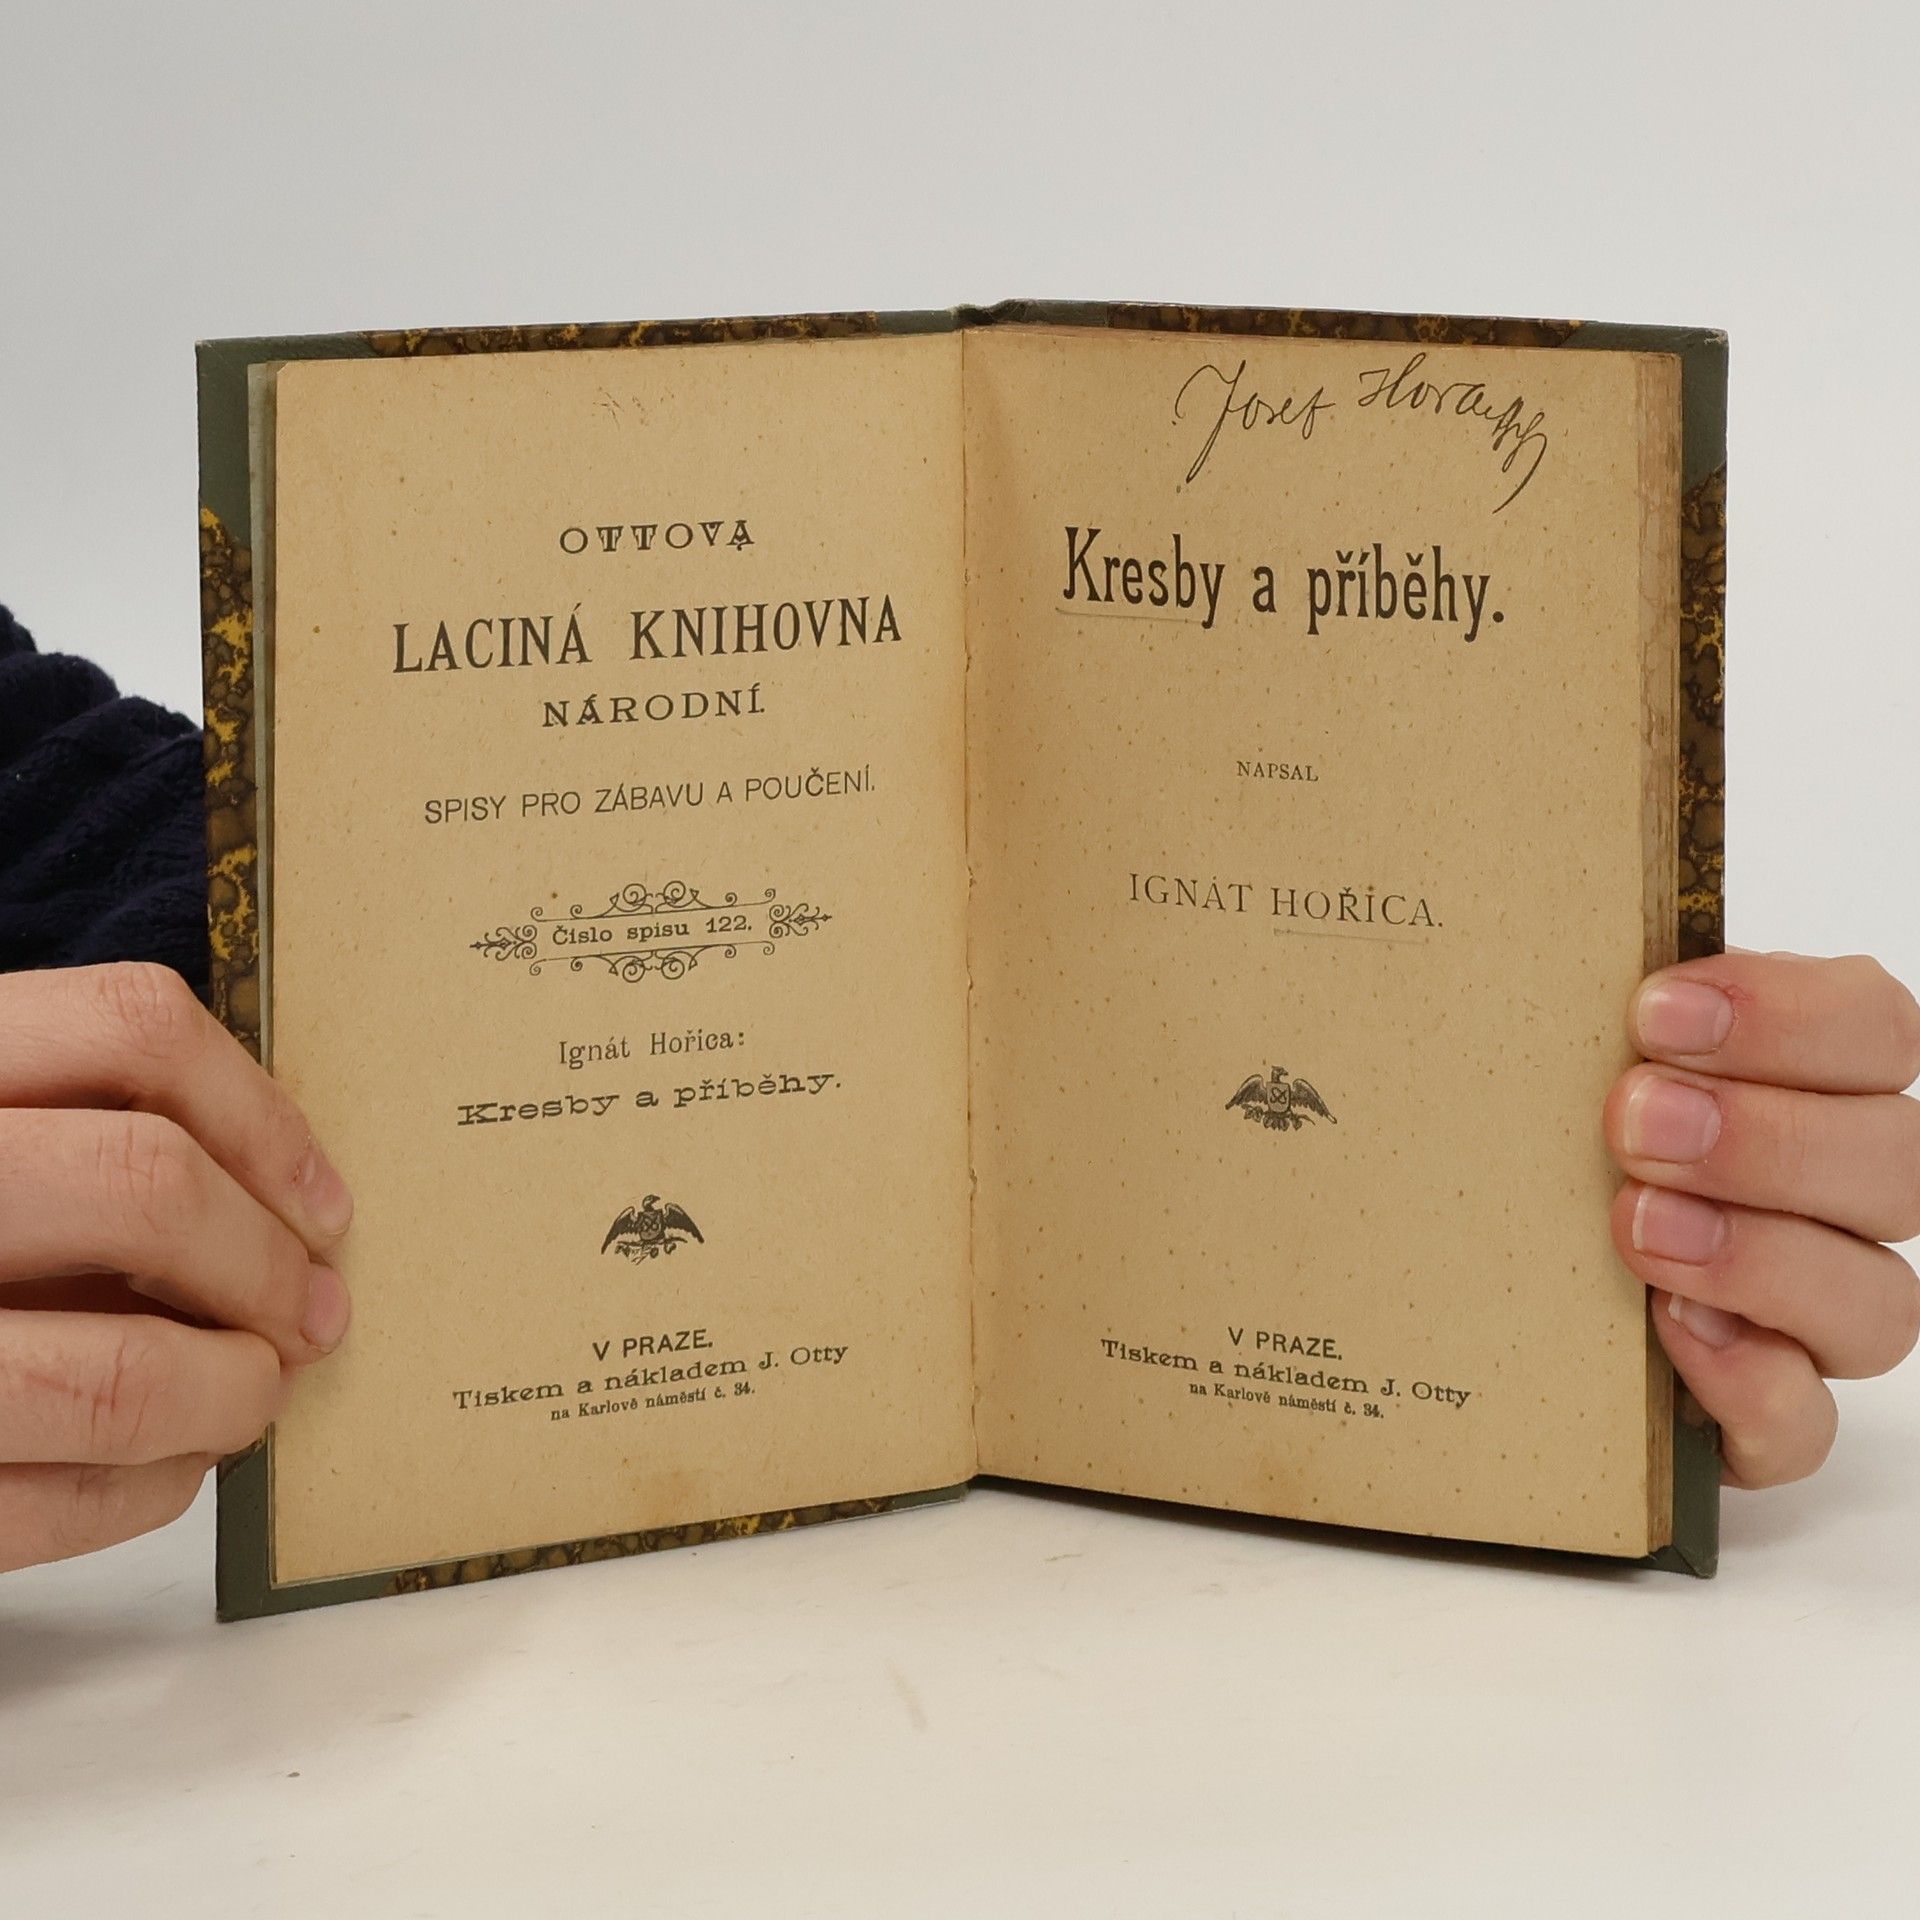 OTTOVA
LACINÁ KNIHOVNA
NÁRODNÍ.
SPISY PRO ZÁBAVU A POUČENÍ.
Číslo spisu 122.
Ignát Hořica:
Kresby a příběhy.
V PRAZE.
Tiskem a nákladem J. Otty
na Karlově náměstí č. 34.
Josef
Kresby a příběhy.
NAPSAL
IGNÁT HOŘICA.
V PRAZE.
Tiskem a nákladem J. Otty
na Karlově náměstí č. 34.